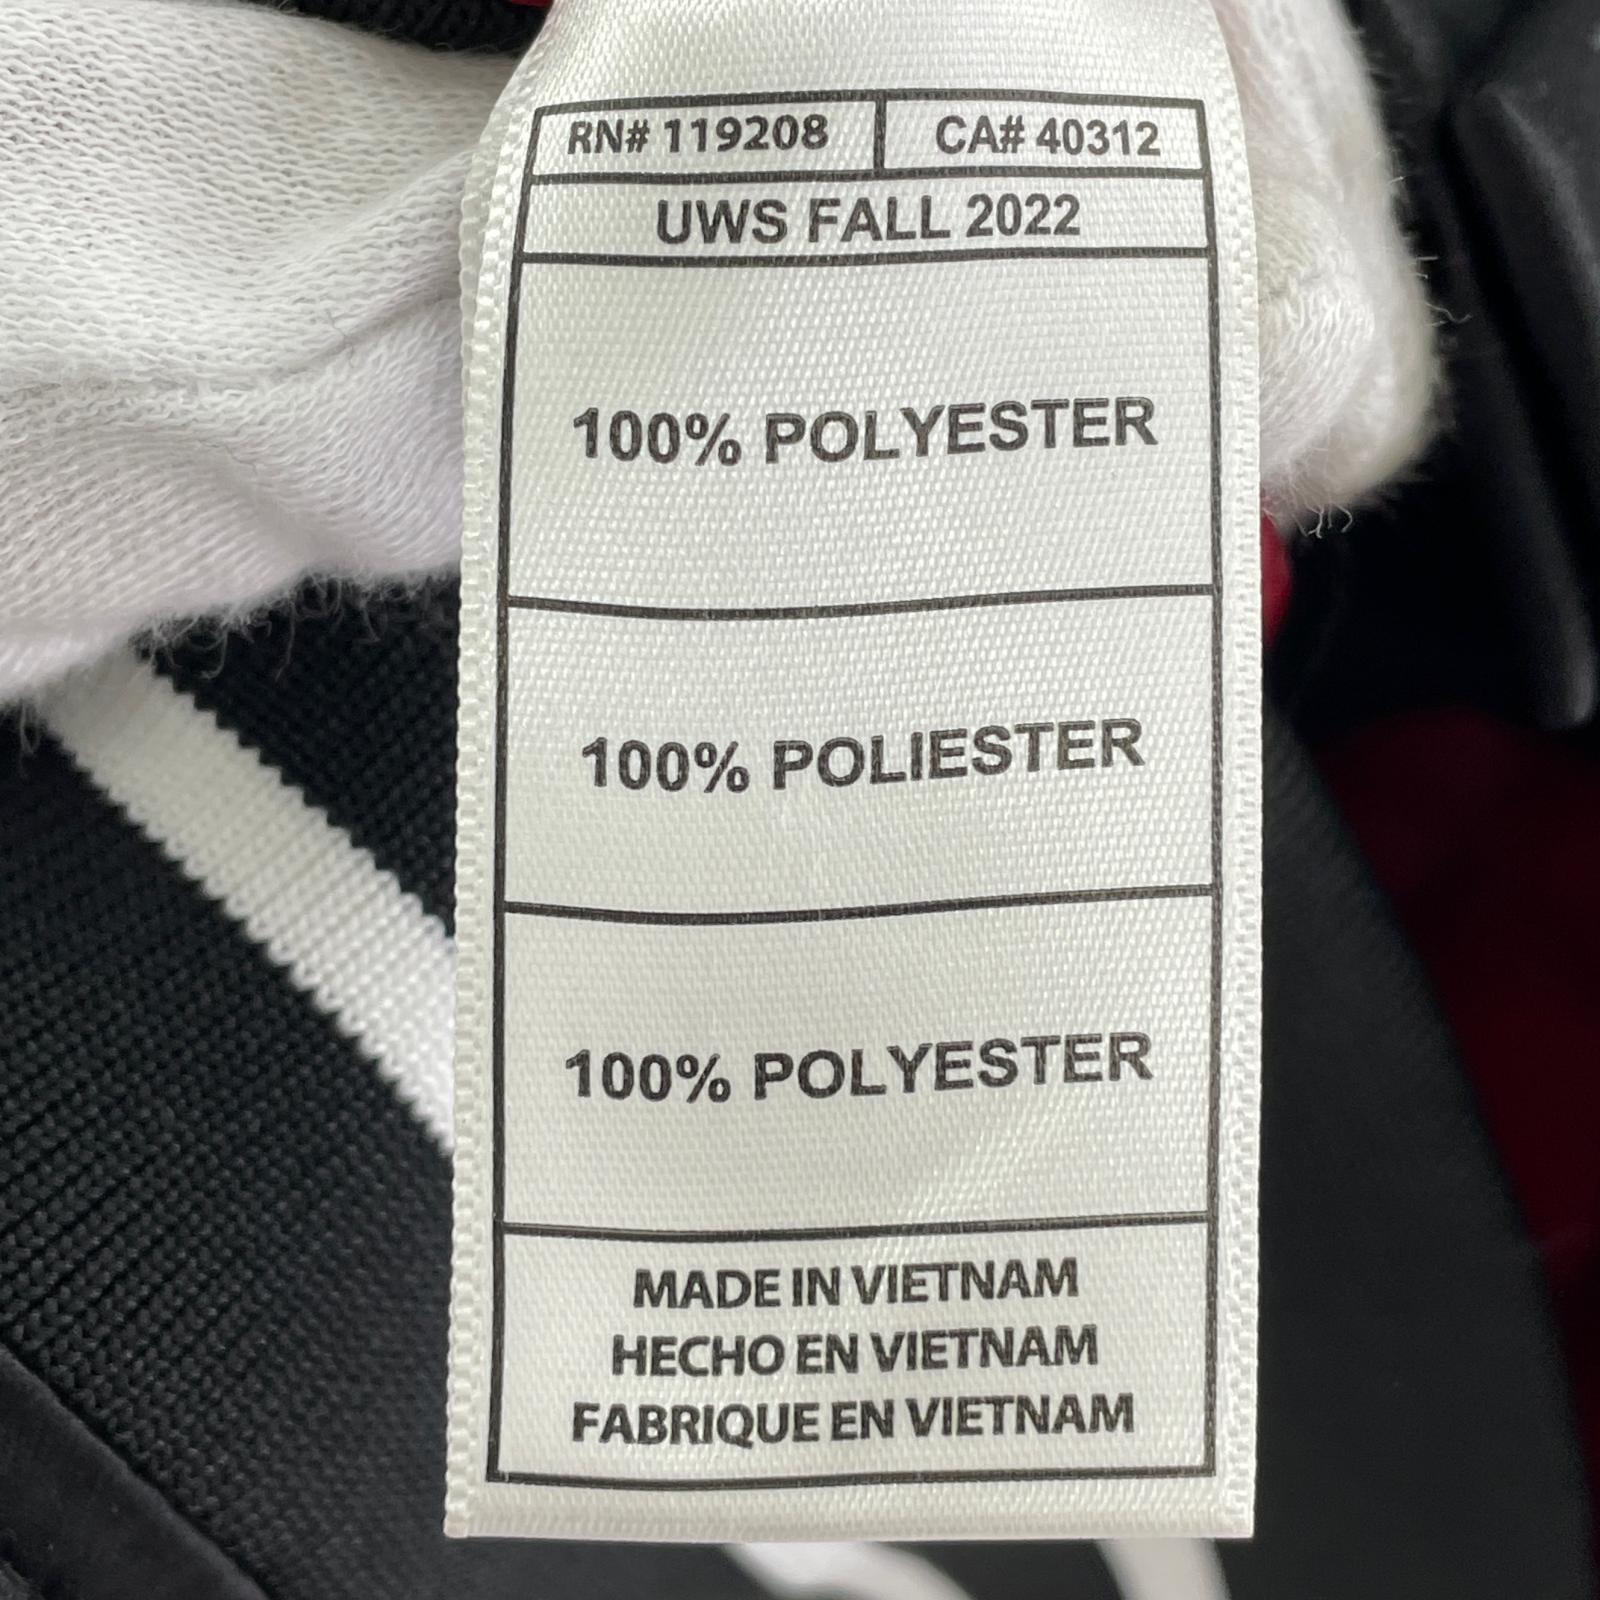 RN# 119208 CA# 40312
UWS FALL 2022
100% POLYESTER
100% POLIESTER
100% POLYESTER
MADE IN VIETNAM
HECHO EN VIETNAM
FABRIQUE EN VIETNAM